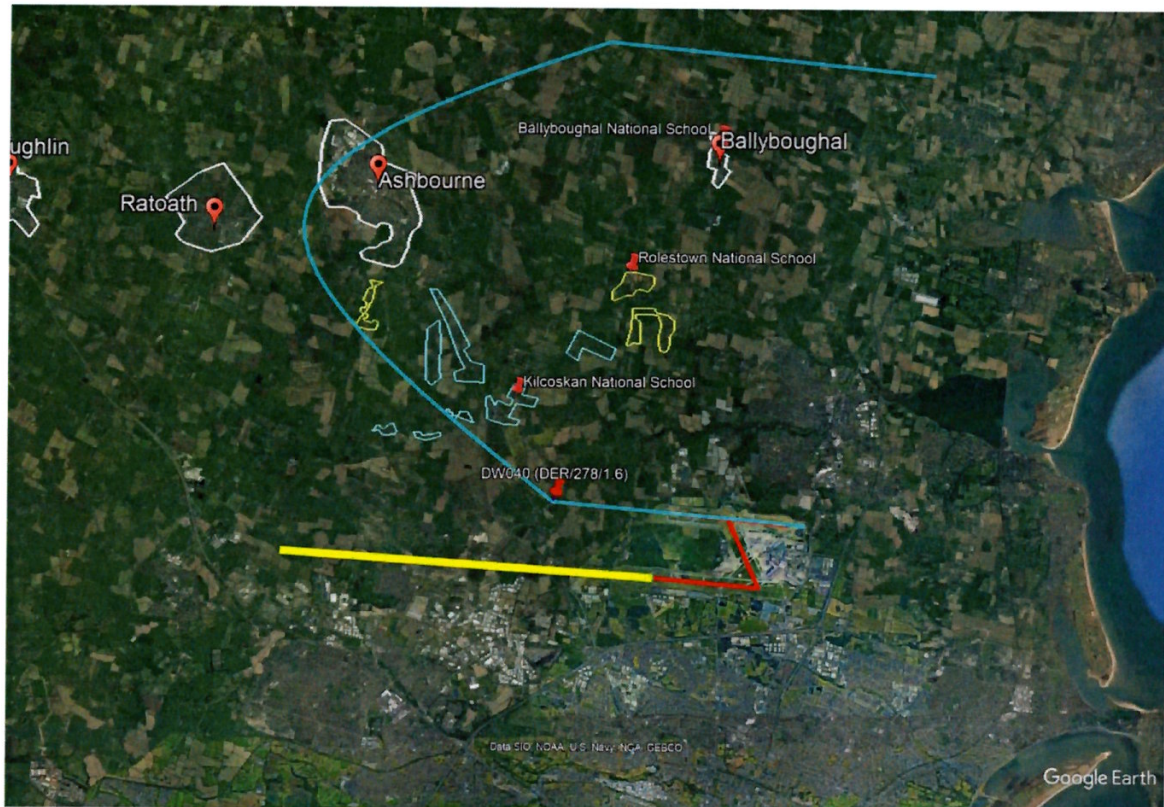 Ballyboughal National School
Ballyboughal
ughlin
Ashbourne
Ratoath
Rolestown National School
Kilcoskan National School
DW040 (DER/278/1.6)
Data SIO, NOAA, U.S. Navy, NGA, GEBCO
Google Earth